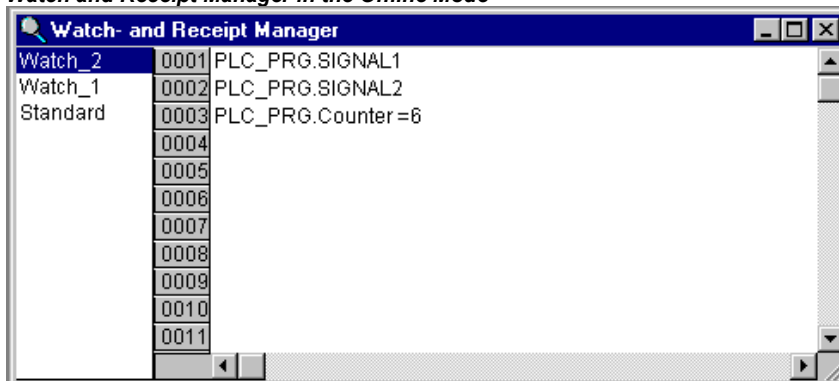 Watch and Receipt Manager in the Offline Mode
Watch- and Receipt Manager
Watch_2
Watch_1
Standard
0001 PLC_PRG.SIGNAL1
0002 PLC_PRG.SIGNAL2
0003 PLC_PRG.Counter =6
0004
0005
0006
0007
0008
0009
0010
0011